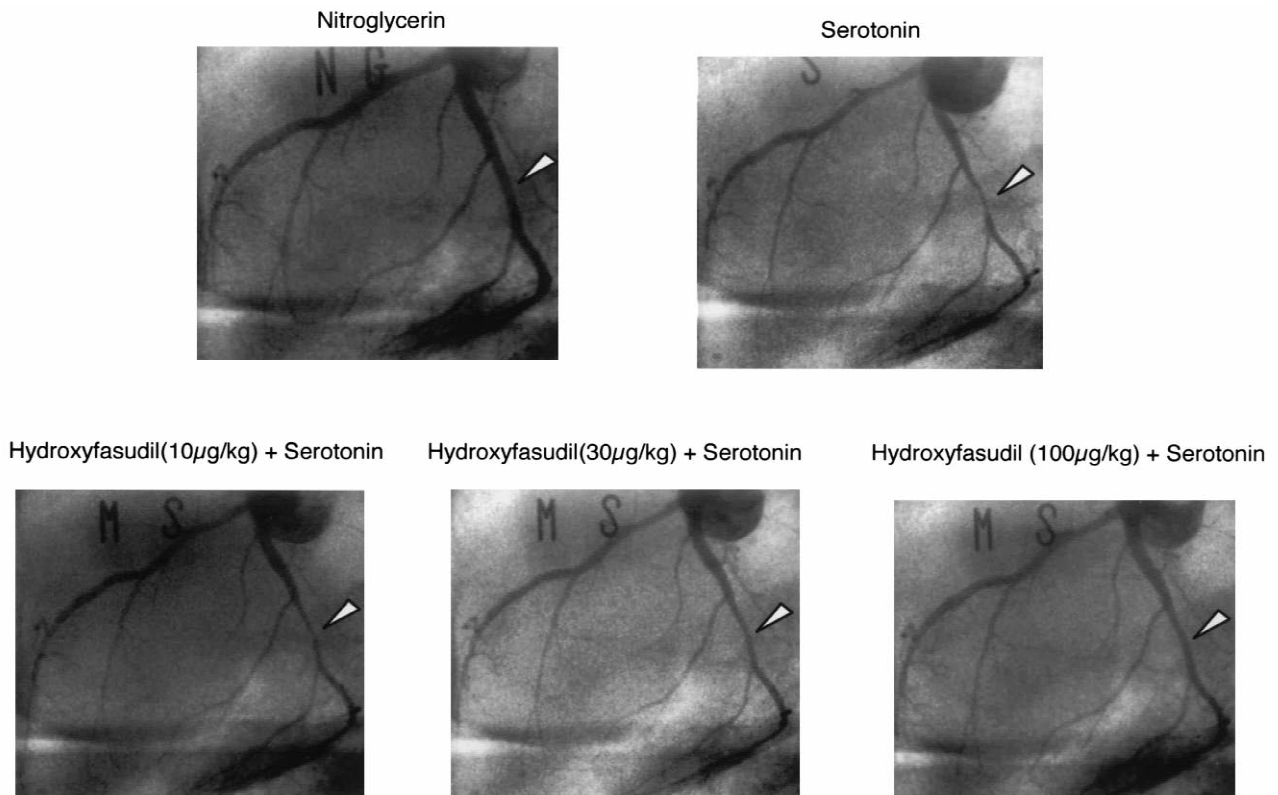 Nitroglycerin
Serotonin
N G
S
Hydroxyfasudil(10μg/kg) + Serotonin
Hydroxyfasudil(30μg/kg) + Serotonin
Hydroxyfasudil (100μg/kg) + Serotonin
M S
M S
M S